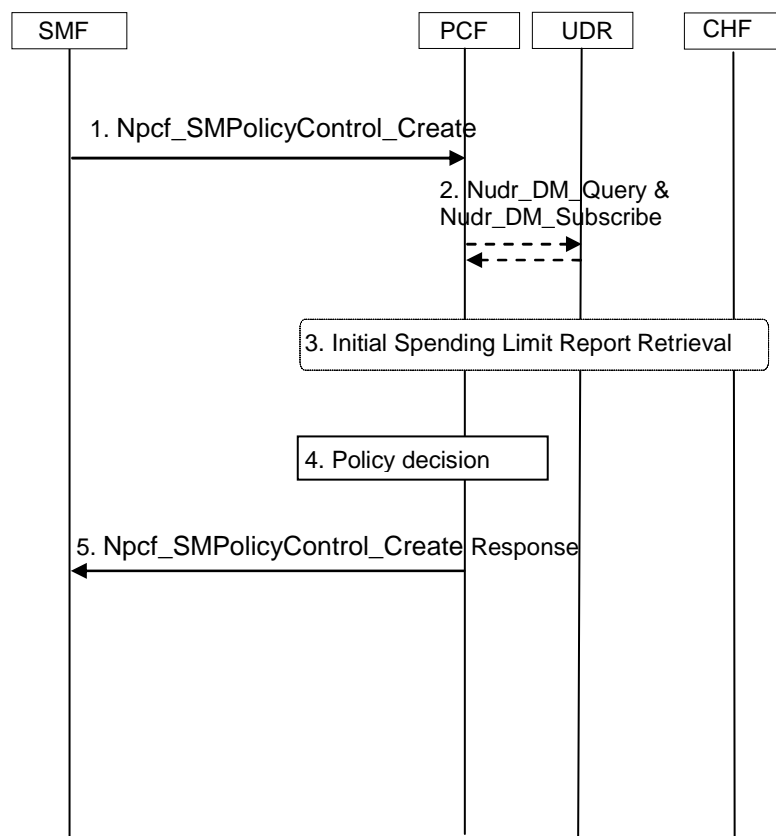 SMF
PCF
UDR
CHF
1. Npcf_SMPolicyControl_Create
2. Nudr_DM_Query &
Nudr_DM_Subscribe
3. Initial Spending Limit Report Retrieval
4. Policy decision
5. Npcf_SMPolicyControl_Create Response